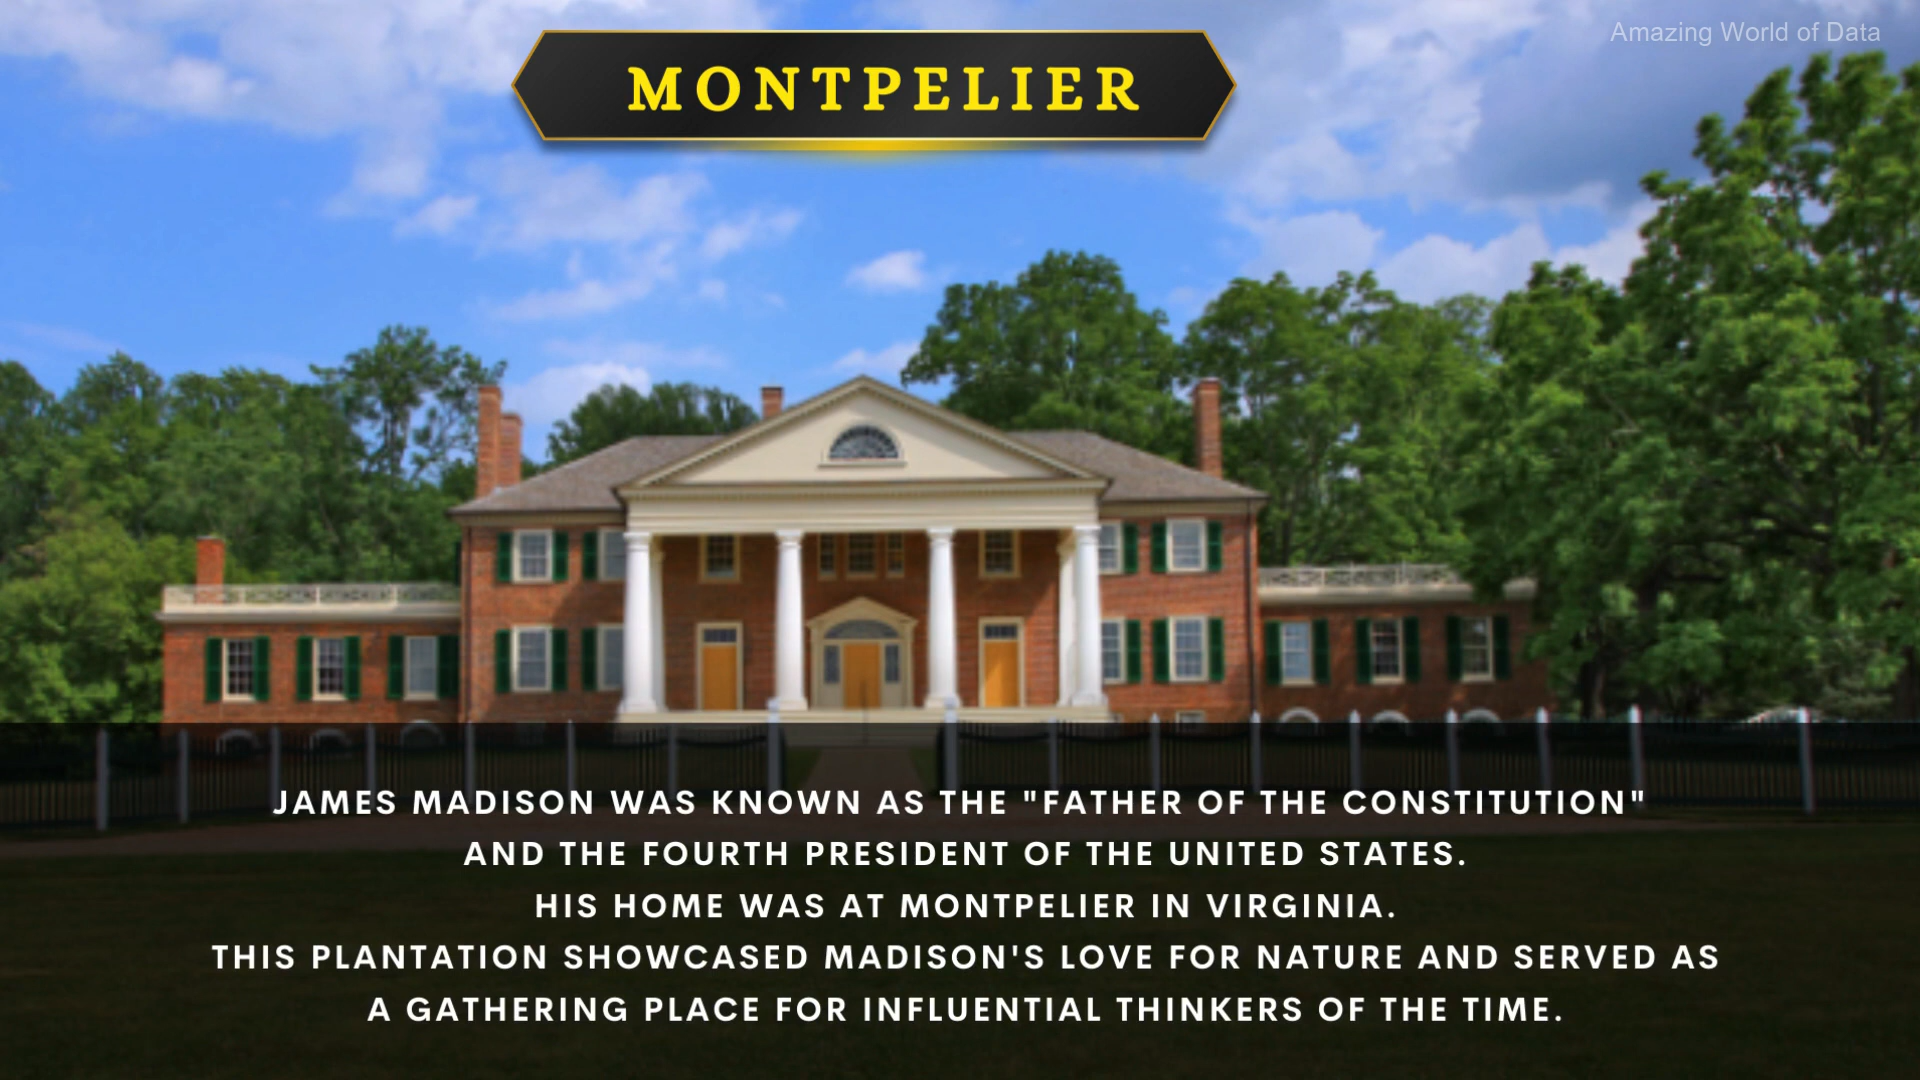 Amazing World of Data
MONTPELIER
JAMES MADISON WAS KNOWN AS THE "FATHER OF THE CONSTITUTION"
AND THE FOURTH PRESIDENT OF THE UNITED STATES.
HIS HOME WAS AT MONTPELIER IN VIRGINIA.
THIS PLANTATION SHOWCASED MADISON'S LOVE FOR NATURE AND SERVED AS
A GATHERING PLACE FOR INFLUENTIAL THINKERS OF THE TIME.